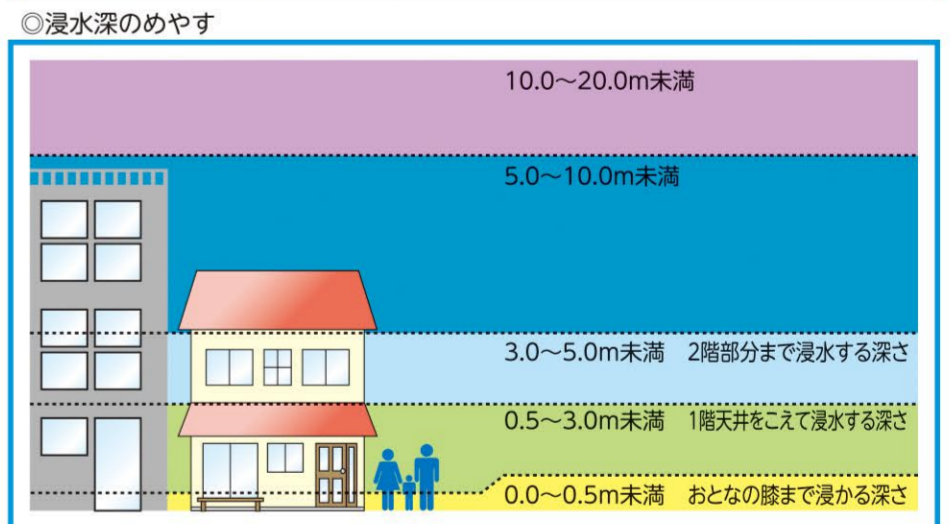 ◎浸水深のめやす
10.0〜20.0m未満
5.0〜10.0m未満
3.0〜5.0m未満 2階部分まで浸水する深さ
0.5〜3.0m未満 1階天井をこえて浸水する深さ
0.0〜0.5m未満 おとなの膝まで浸かる深さ